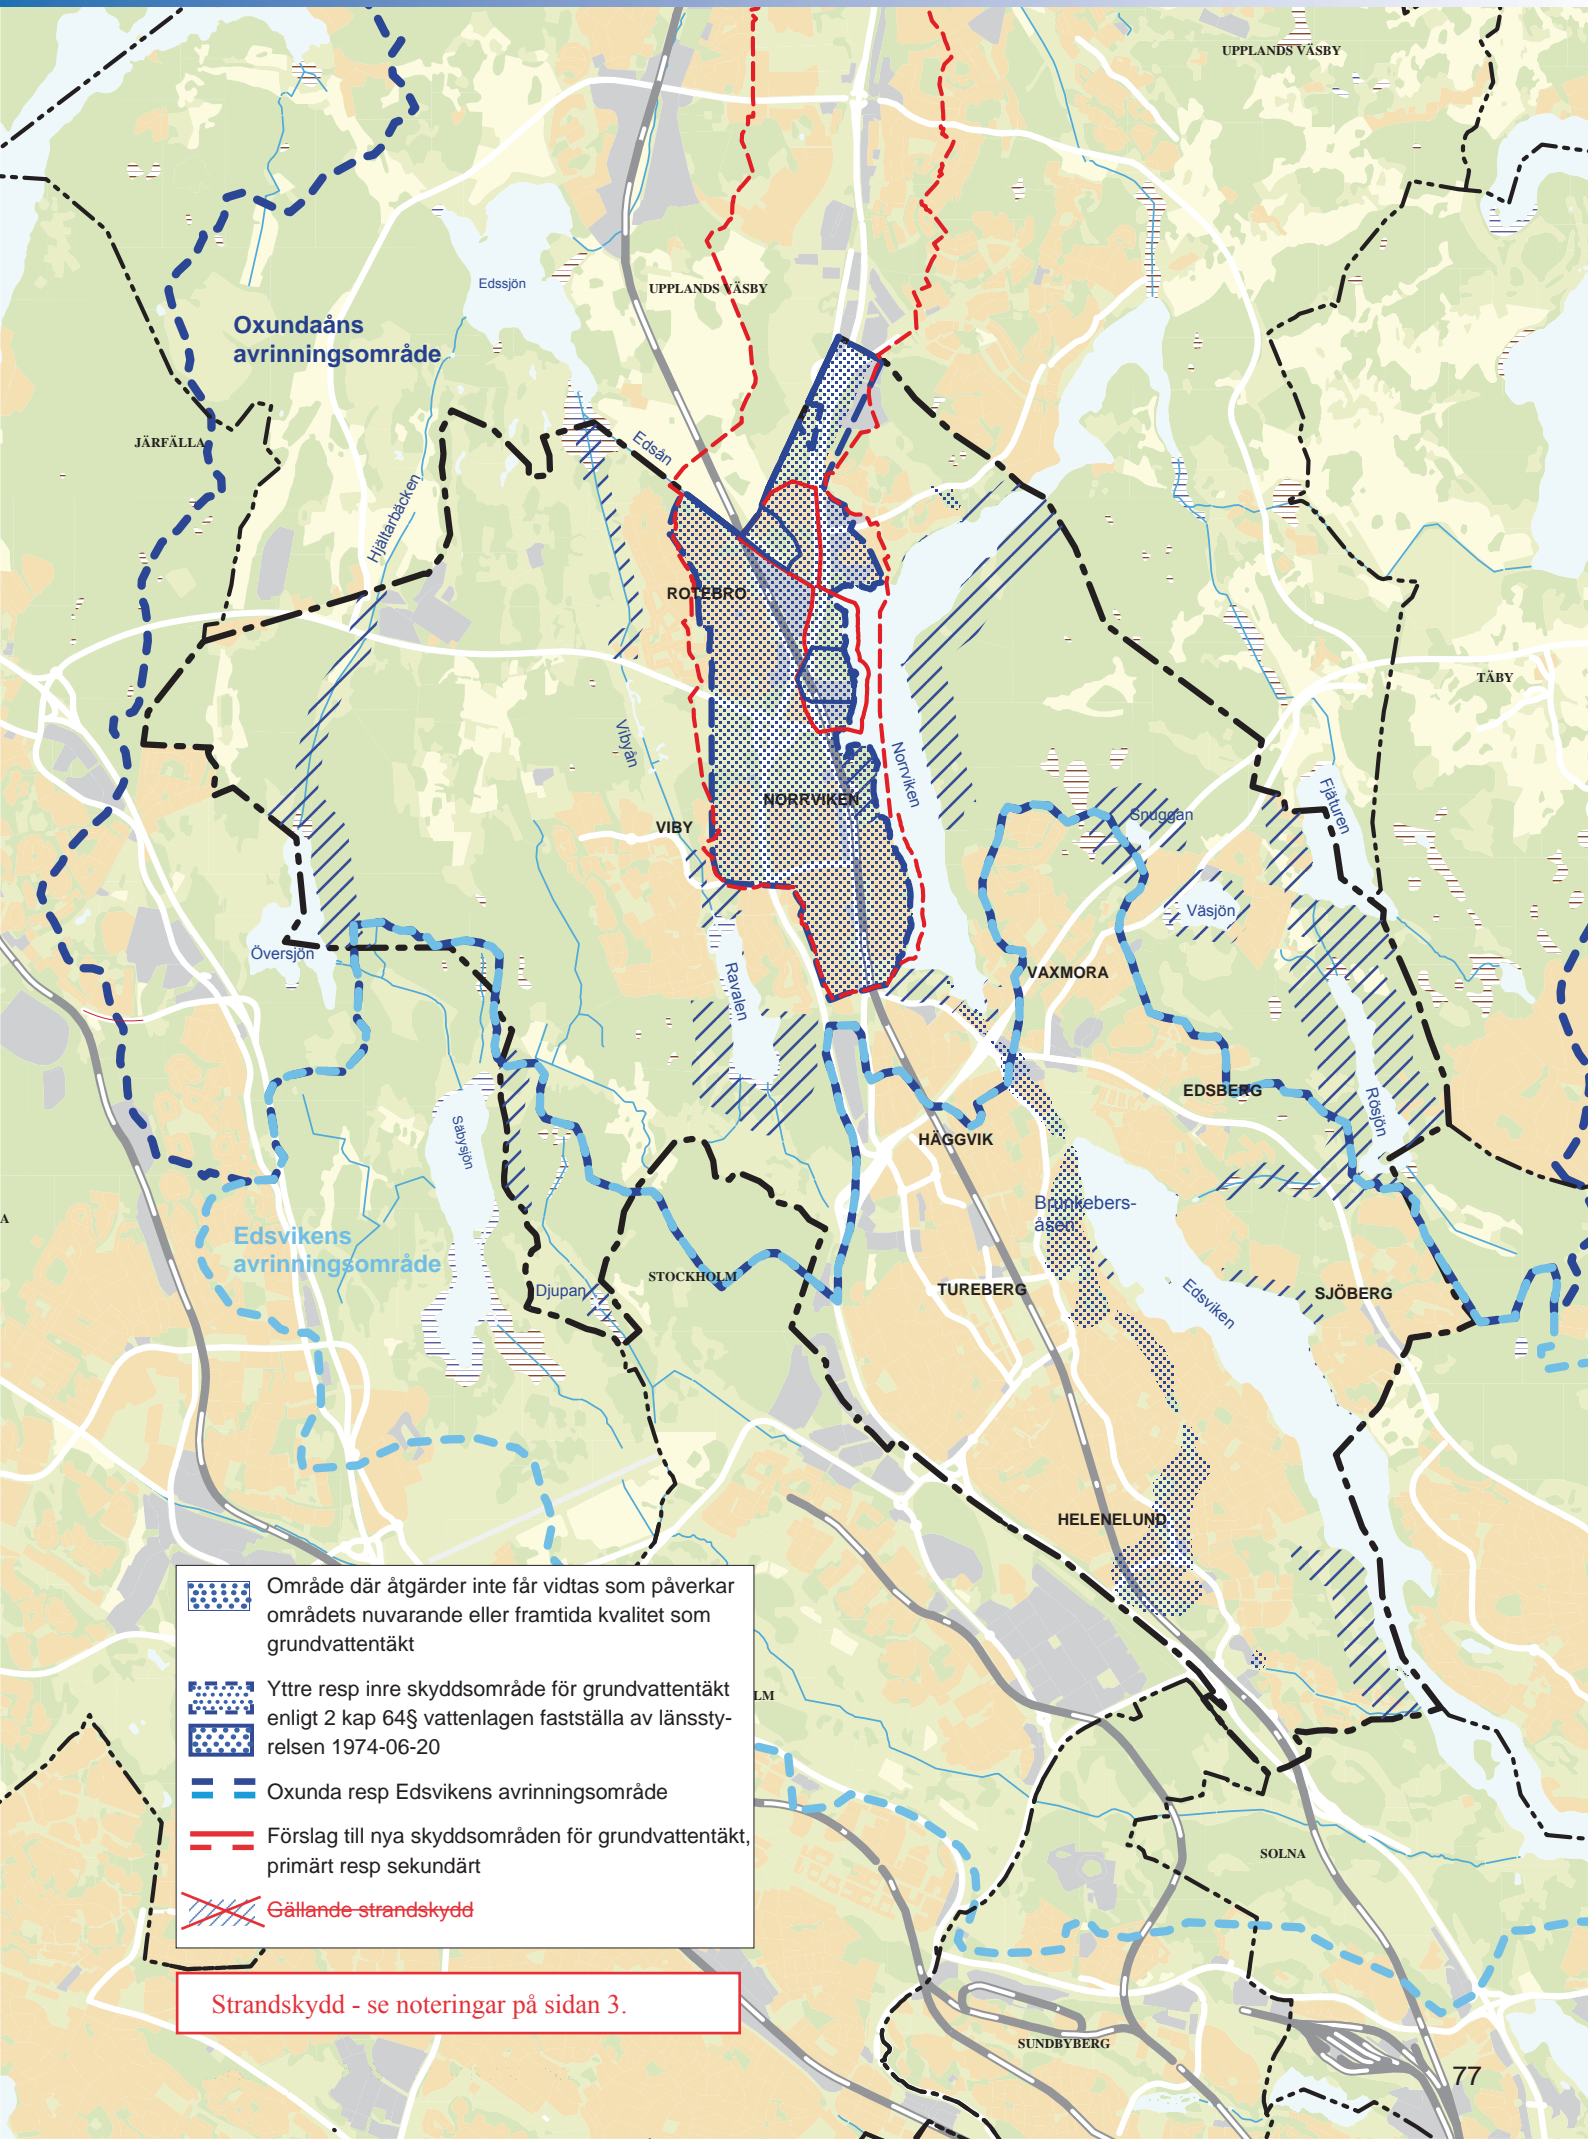 UPPLANDS VÄSBY
Edssjön
UPPLANDS VÄSBY
Oxundaåns
avrinningsområde
JÄRFÄLLA
Edsån
Hjältarbäcken
ROTEBRO
TÄBY
Vibyån
Norrviken
NORRVIKEN
Fjäturen
Snuggan
VIBY
Väsjön
Översjön
VAXMORA
Ravalen
EDSBERG
Rösjön
Säbysjön
HÄGGVIK
Brunkebers-
åsen
A
Edsvikens
avrinningsområde
STOCKHOLM
Djupan
TUREBERG
Edsviken
SJÖBERG
HELENELUND
Område där åtgärder inte får vidtas som påverkar
områdets nuvarande eller framtida kvalitet som
grundvattentäkt
Yttre resp inre skyddsområde för grundvattentäkt
enligt 2 kap 64§ vattenlagen fastställa av länssty-
relsen 1974-06-20
LM
Oxunda resp Edsvikens avrinningsområde
Förslag till nya skyddsområden för grundvattentäkt,
primärt resp sekundärt
Gällande strandskydd
SOLNA
Strandskydd - se noteringar på sidan 3.
SUNDBYBERG
77